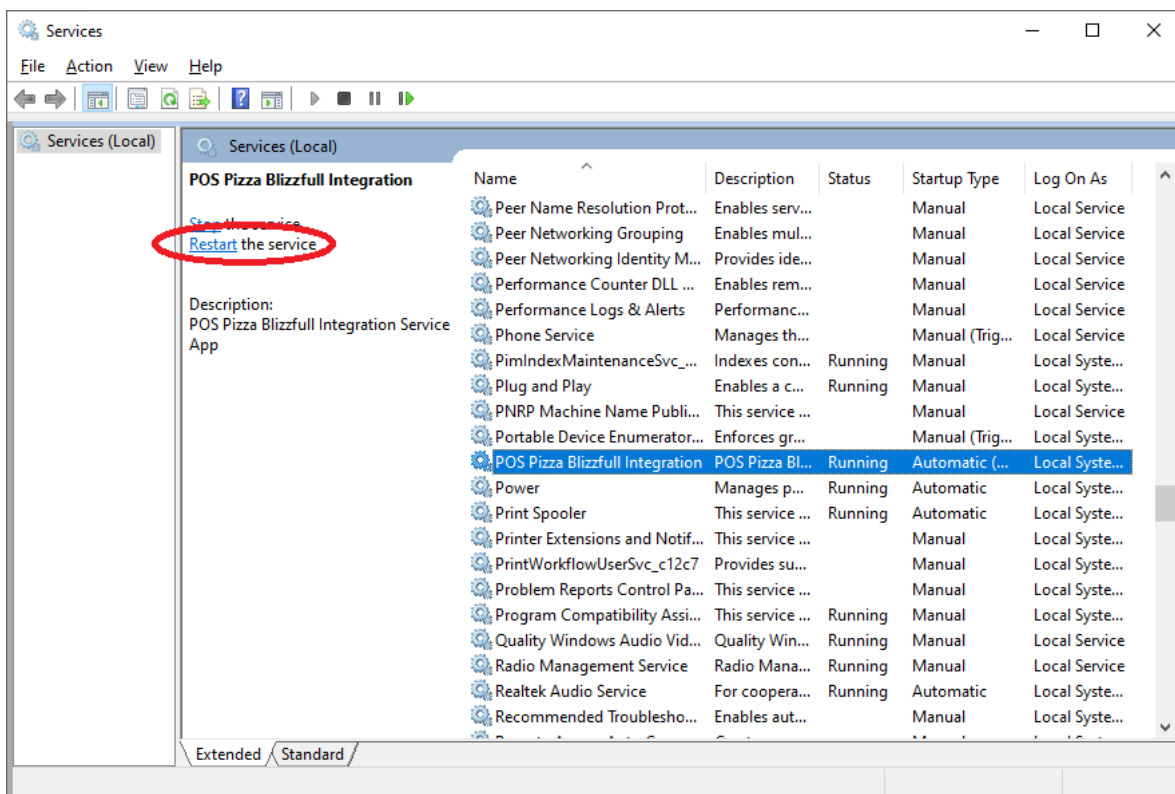 Services
File Action View Help
Services (Local)
Services (Local)
POS Pizza Blizzfull Integration
Stop the service
Restart the service
Description:
POS Pizza Blizzfull Integration Service
App
Name Description Status Startup Type Log On As
Peer Name Resolution Prot... Enables serv... Manual Local Service
Peer Networking Grouping Enables mul... Manual Local Service
Peer Networking Identity M... Provides ide... Manual Local Service
Performance Counter DLL ... Enables rem... Manual Local Service
Performance Logs & Alerts Performanc... Manual Local Service
Phone Service Manages th... Manual (Trig... Local Service
PimIndexMaintenanceSvc_... Indexes con... Running Manual Local Syste...
Plug and Play Enables a c... Running Manual Local Syste...
PNRP Machine Name Publi... This service ... Manual Local Service
Portable Device Enumerator... Enforces gr... Manual (Trig... Local Syste...
POS Pizza Blizzfull Integration POS Pizza Bl... Running Automatic (... Local Syste...
Power Manages p... Running Automatic Local Syste...
Print Spooler This service ... Running Automatic Local Syste...
Printer Extensions and Notif... This service ... Manual Local Syste...
PrintWorkflowUserSvc_c12c7 Provides su... Manual Local Syste...
Problem Reports Control Pa... This service ... Manual Local Syste...
Program Compatibility Assi... This service ... Running Manual Local Syste...
Quality Windows Audio Vid... Quality Win... Running Manual Local Service
Radio Management Service Radio Mana... Running Manual Local Service
Realtek Audio Service For coopera... Running Automatic Local Syste...
Recommended Troublesho... Enables aut... Manual Local Syste...
Extended Standard